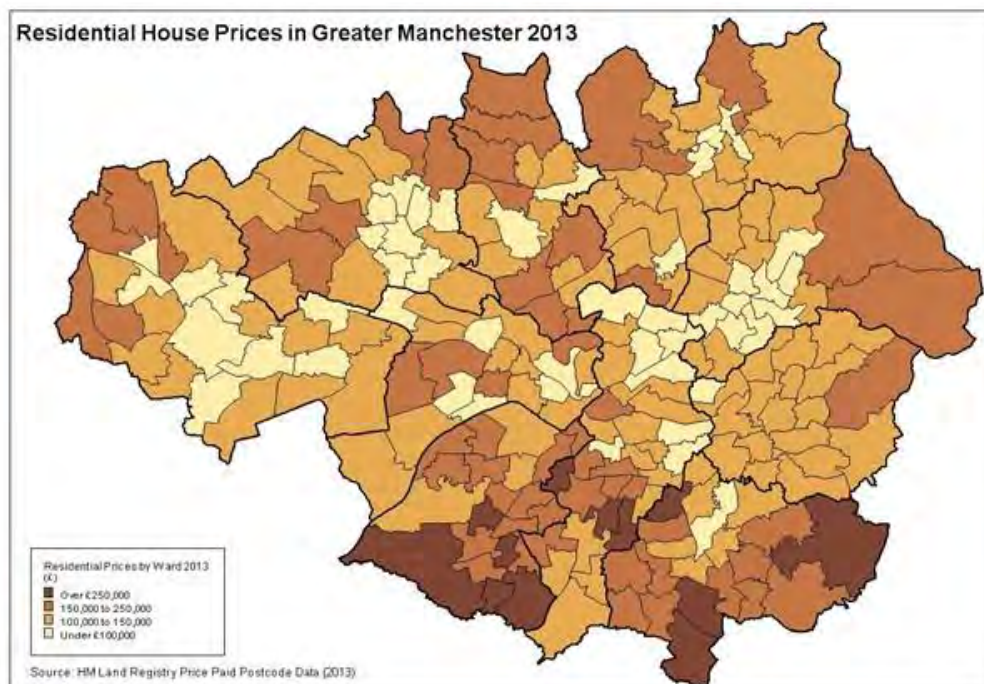 Residential House Prices in Greater Manchester 2013
Residential Prices by Ward 2013
(£)
Over £250,000
150,000 to 250,000
100,000 to 150,000
Under £100,000
Source: HM Land Registry Price Paid Postcode Data (2013)